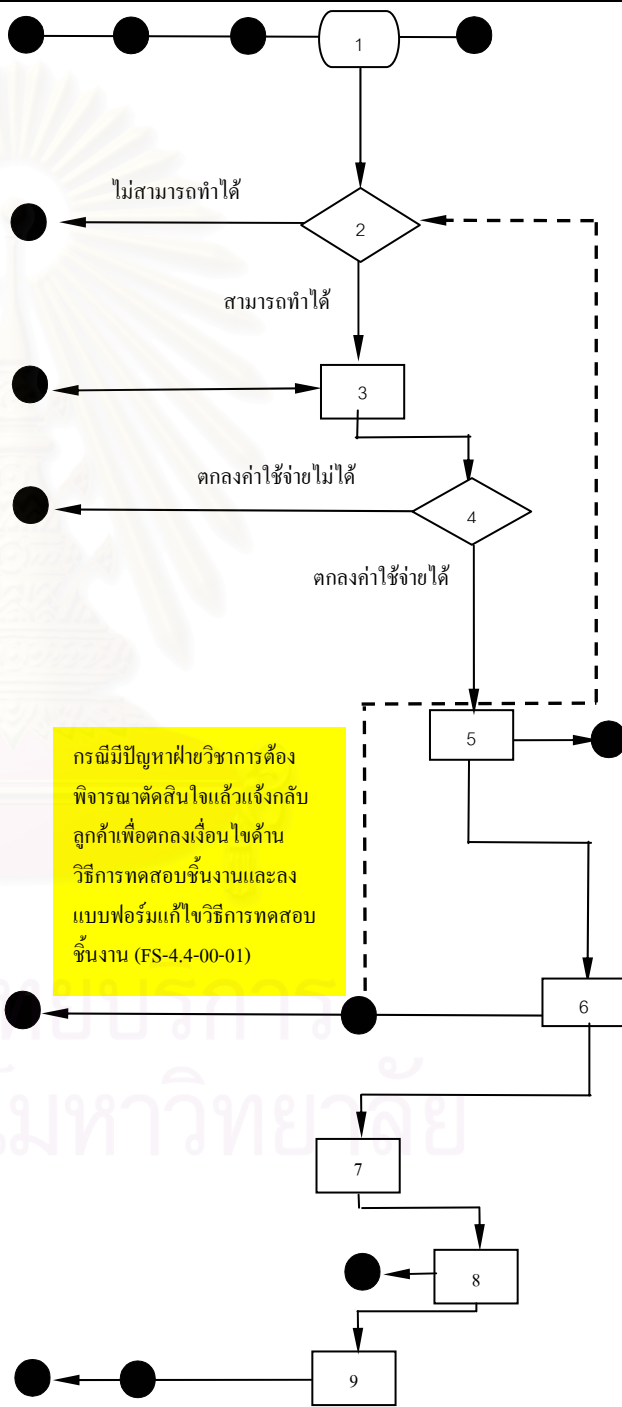 1
ไม่สามารถทำได้
2
สามารถทำได้
3
ตกลงค่าใช้จ่ายไม่ได้
4
ตกลงค่าใช้จ่ายได้
5
กรณีมีปัญหาฝ่ายวิชาการต้อง
พิจารณาตัดสินใจแล้วแจ้งกลับ
ลูกค้าเพื่อตกลงเงื่อนไขด้าน
วิธีการทดสอบชิ้นงานและลง
แบบฟอร์มแก้ไขวิธีการทดสอบ
ชิ้นงาน (FS-4.4-00-01)
6
7
8
9